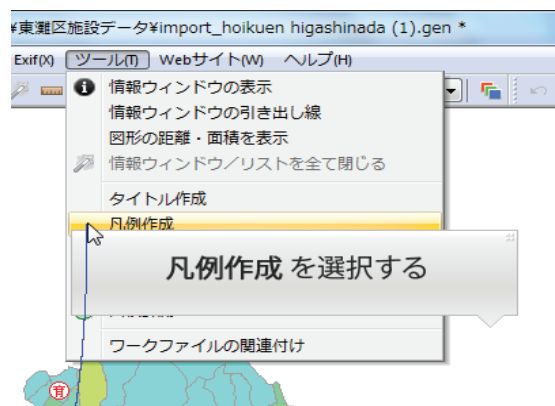 ¥東灘区施設データ¥import_hoikuen higashinada (1).gen *
Exif(X) ツール(T) Webサイト(W) ヘルプ(H)
情報ウィンドウの表示
情報ウィンドウの引き出し線
図形の距離・面積を表示
情報ウィンドウ／リストを全て閉じる
タイトル作成
凡例作成
凡例作成 を選択する
ワークファイルの関連付け
育